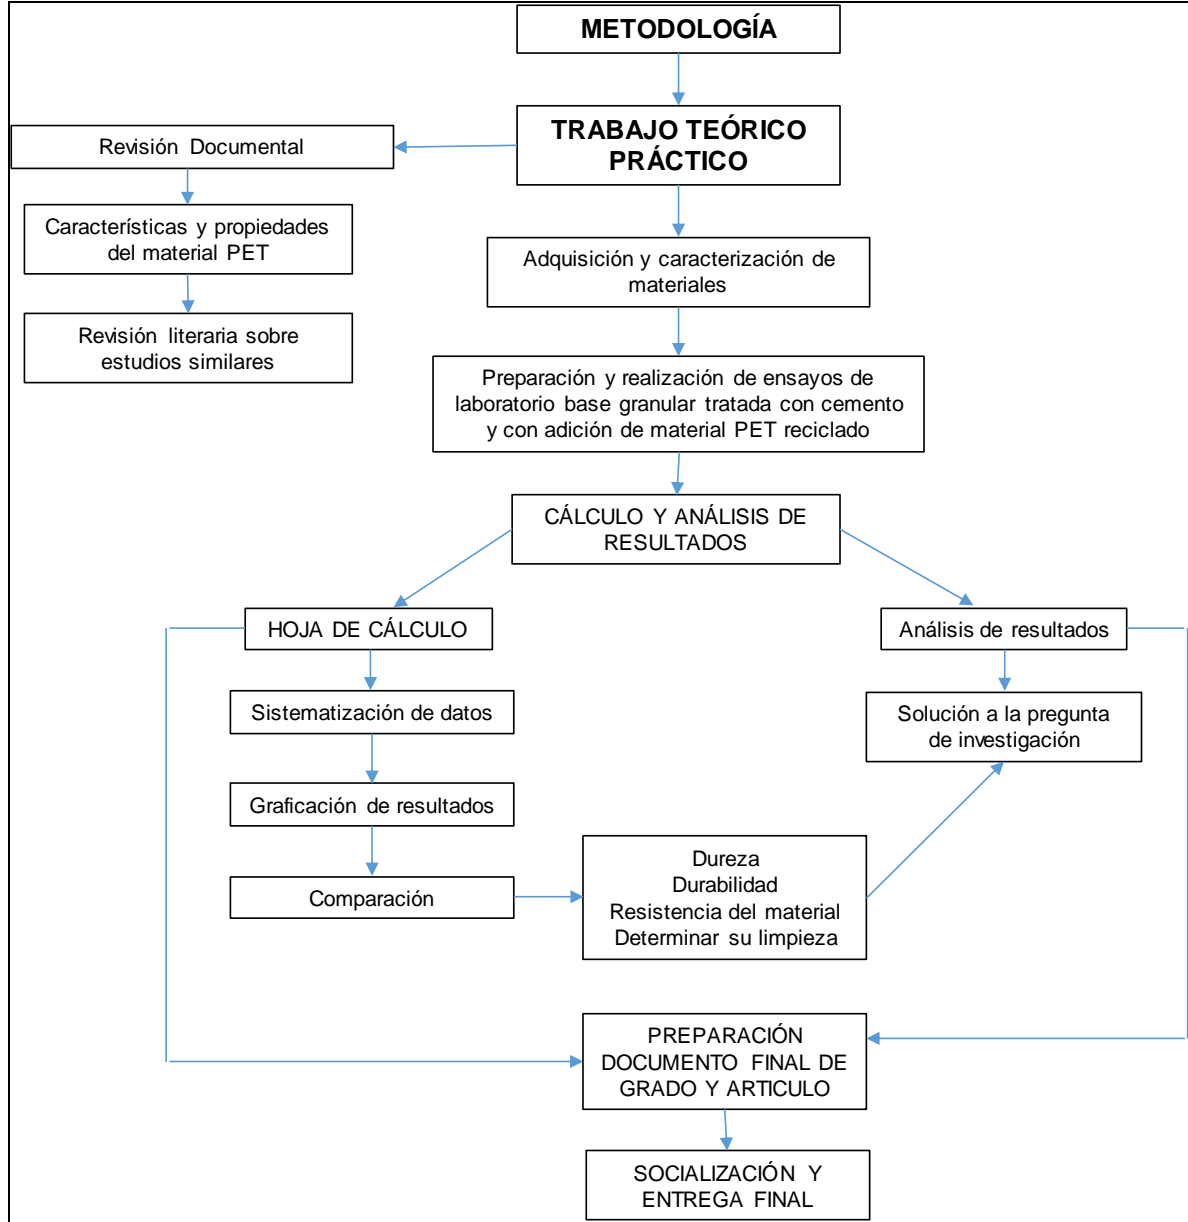 METODOLOGÍA
TRABAJO TEÓRICO
PRÁCTICO
Revisión Documental
Características y propiedades
del material PET
Revisión literaria sobre
estudios similares
Adquisición y caracterización de
materiales
Preparación y realización de ensayos de
laboratorio base granular tratada con cemento
y con adición de material PET reciclado
CÁLCULO Y ANÁLISIS DE
RESULTADOS
HOJA DE CÁLCULO
Sistematización de datos
Graficación de resultados
Comparación
Dureza
Durabilidad
Resistencia del material
Determinar su limpieza
Análisis de resultados
Solución a la pregunta
de investigación
PREPARACIÓN
DOCUMENTO FINAL DE
GRADO Y ARTICULO
SOCIALIZACIÓN Y
ENTREGA FINAL